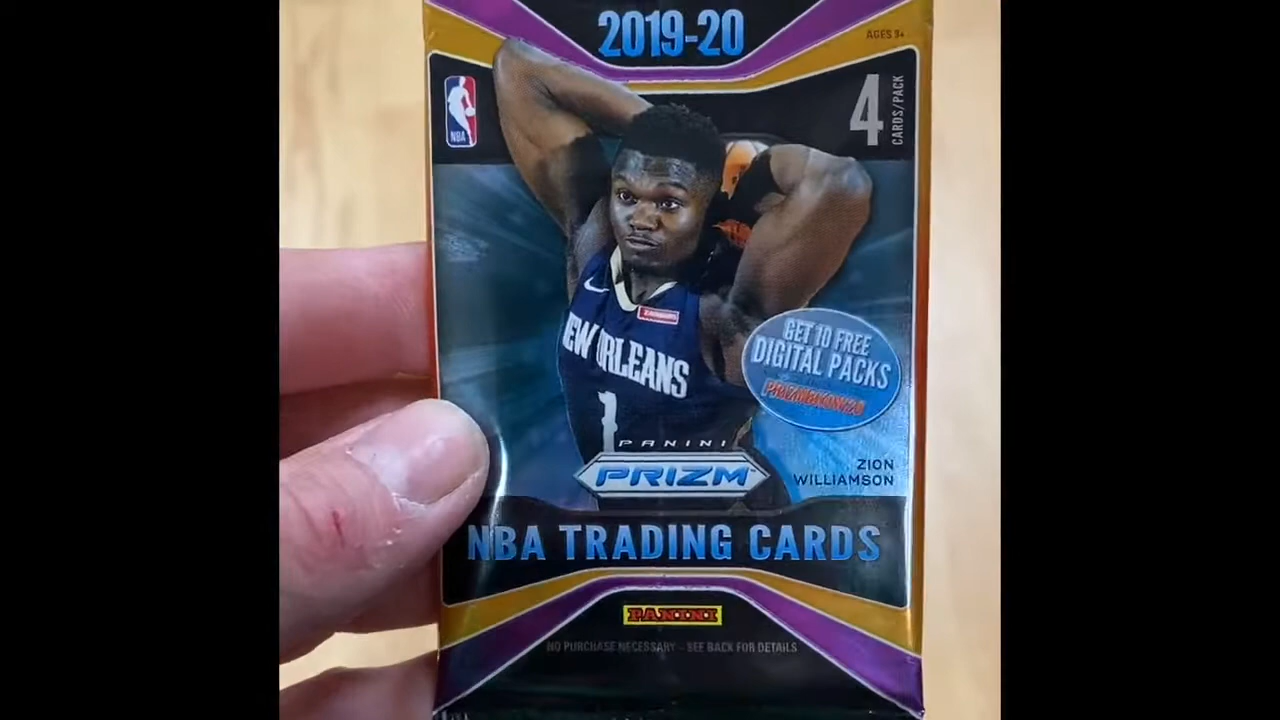 2019-20
AGES 9+
NBA
4
CARDS/PACK
NEW ORLEANS
1
GET 10 FREE
DIGITAL PACKS
PANINI
PRIZM
ZION
WILLIAMSON
NBA TRADING CARDS
PANINI
NO PURCHASE NECESSARY – SEE BACK FOR DETAILS